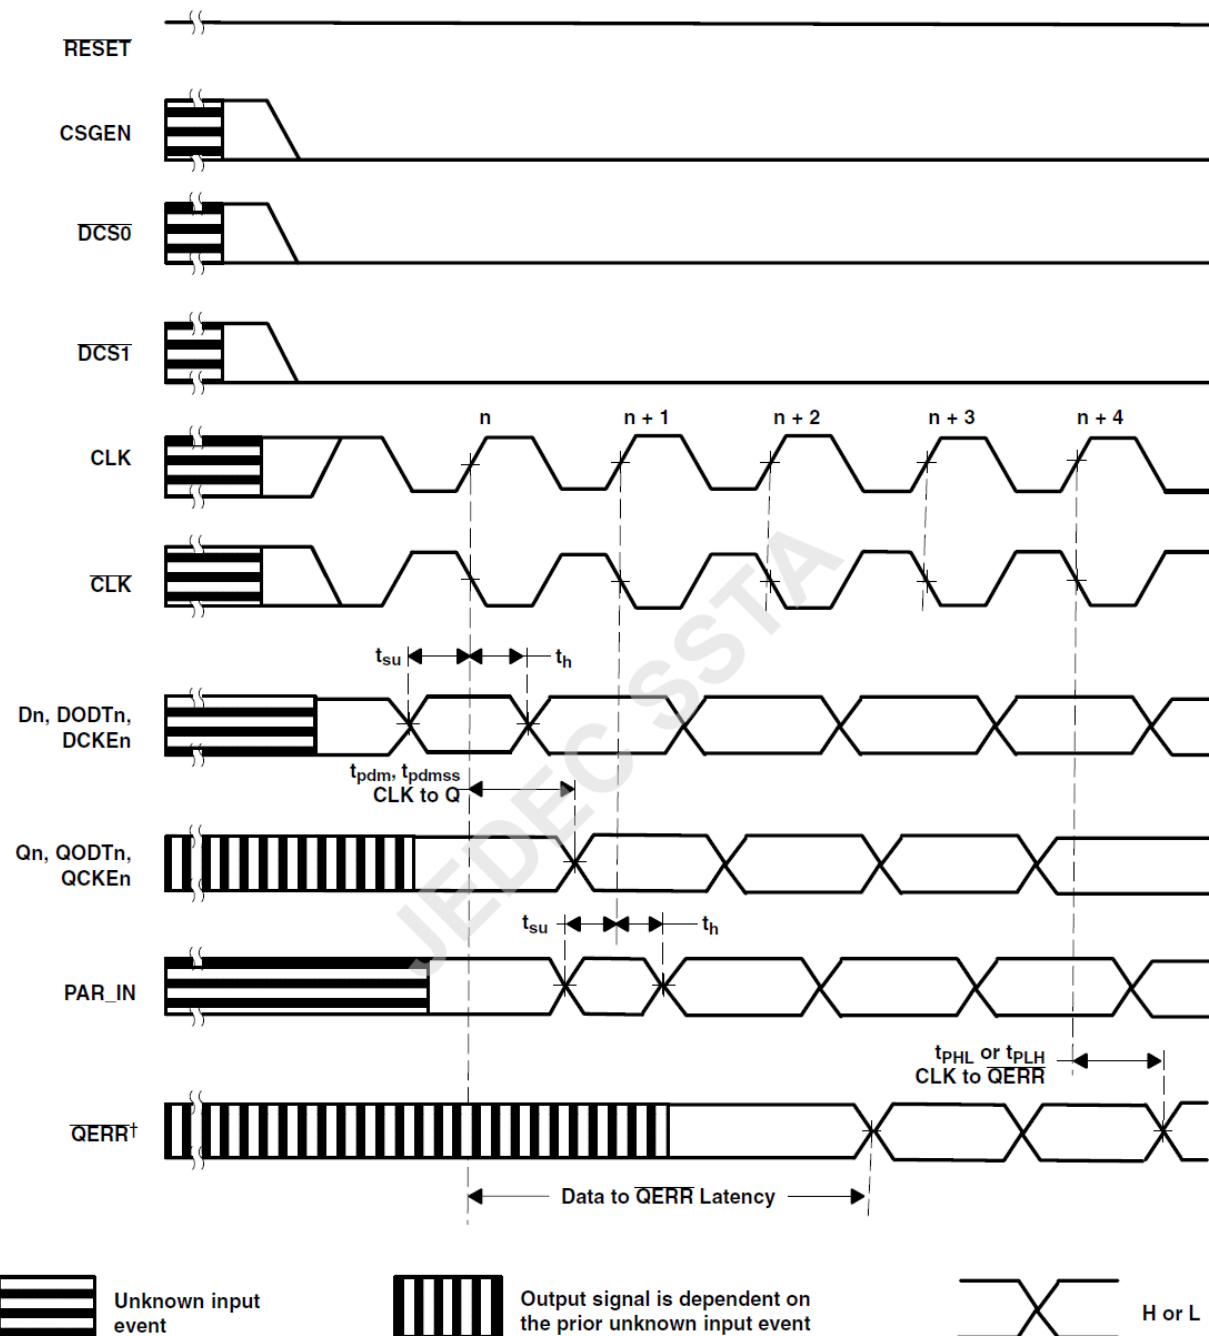 RESET
CSGEN
DCS0
DCS1
n n + 1 n + 2 n + 3 n + 4
CLK
CLK
tsu th
Dn, DODTn,
DCKEn
tpdm, tpdmss
CLK to Q
Qn, QODTn,
QCKEn
tsu th
PAR_IN
tPHL or tPLH
CLK to QERR
QERR†
Data to QERR Latency
Unknown input
event
Output signal is dependent on
the prior unknown input event
H or L
JEDEC SSTA